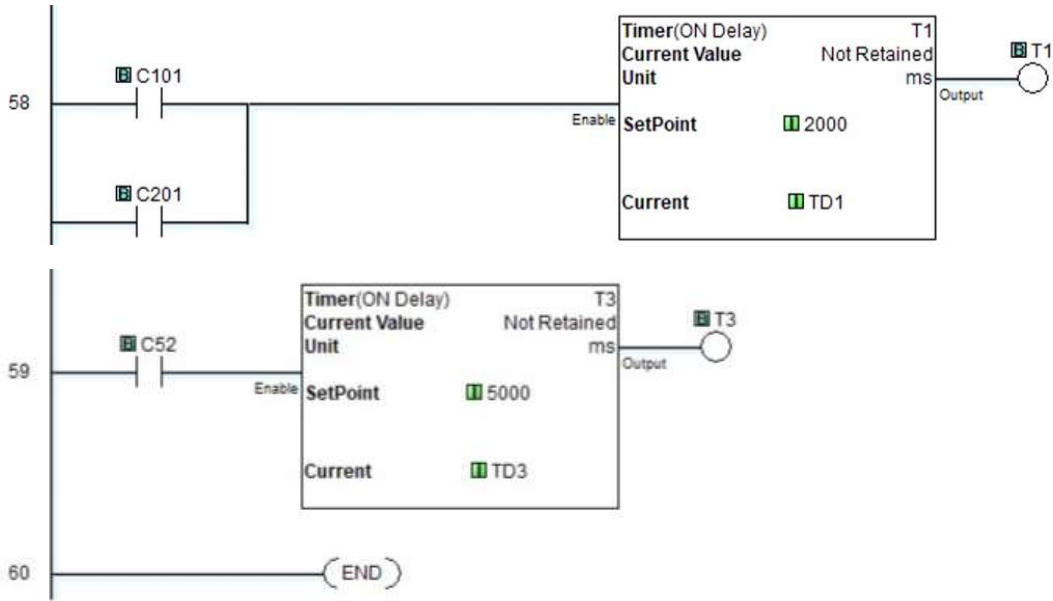 58
B C101
B C201
Timer(ON Delay) T1
Current Value Not Retained
Unit ms
Enable
SetPoint 2000
Current TD1
Output
B T1
59
B C52
Timer(ON Delay) T3
Current Value Not Retained
Unit ms
Enable
SetPoint 5000
Current TD3
Output
B T3
60
END